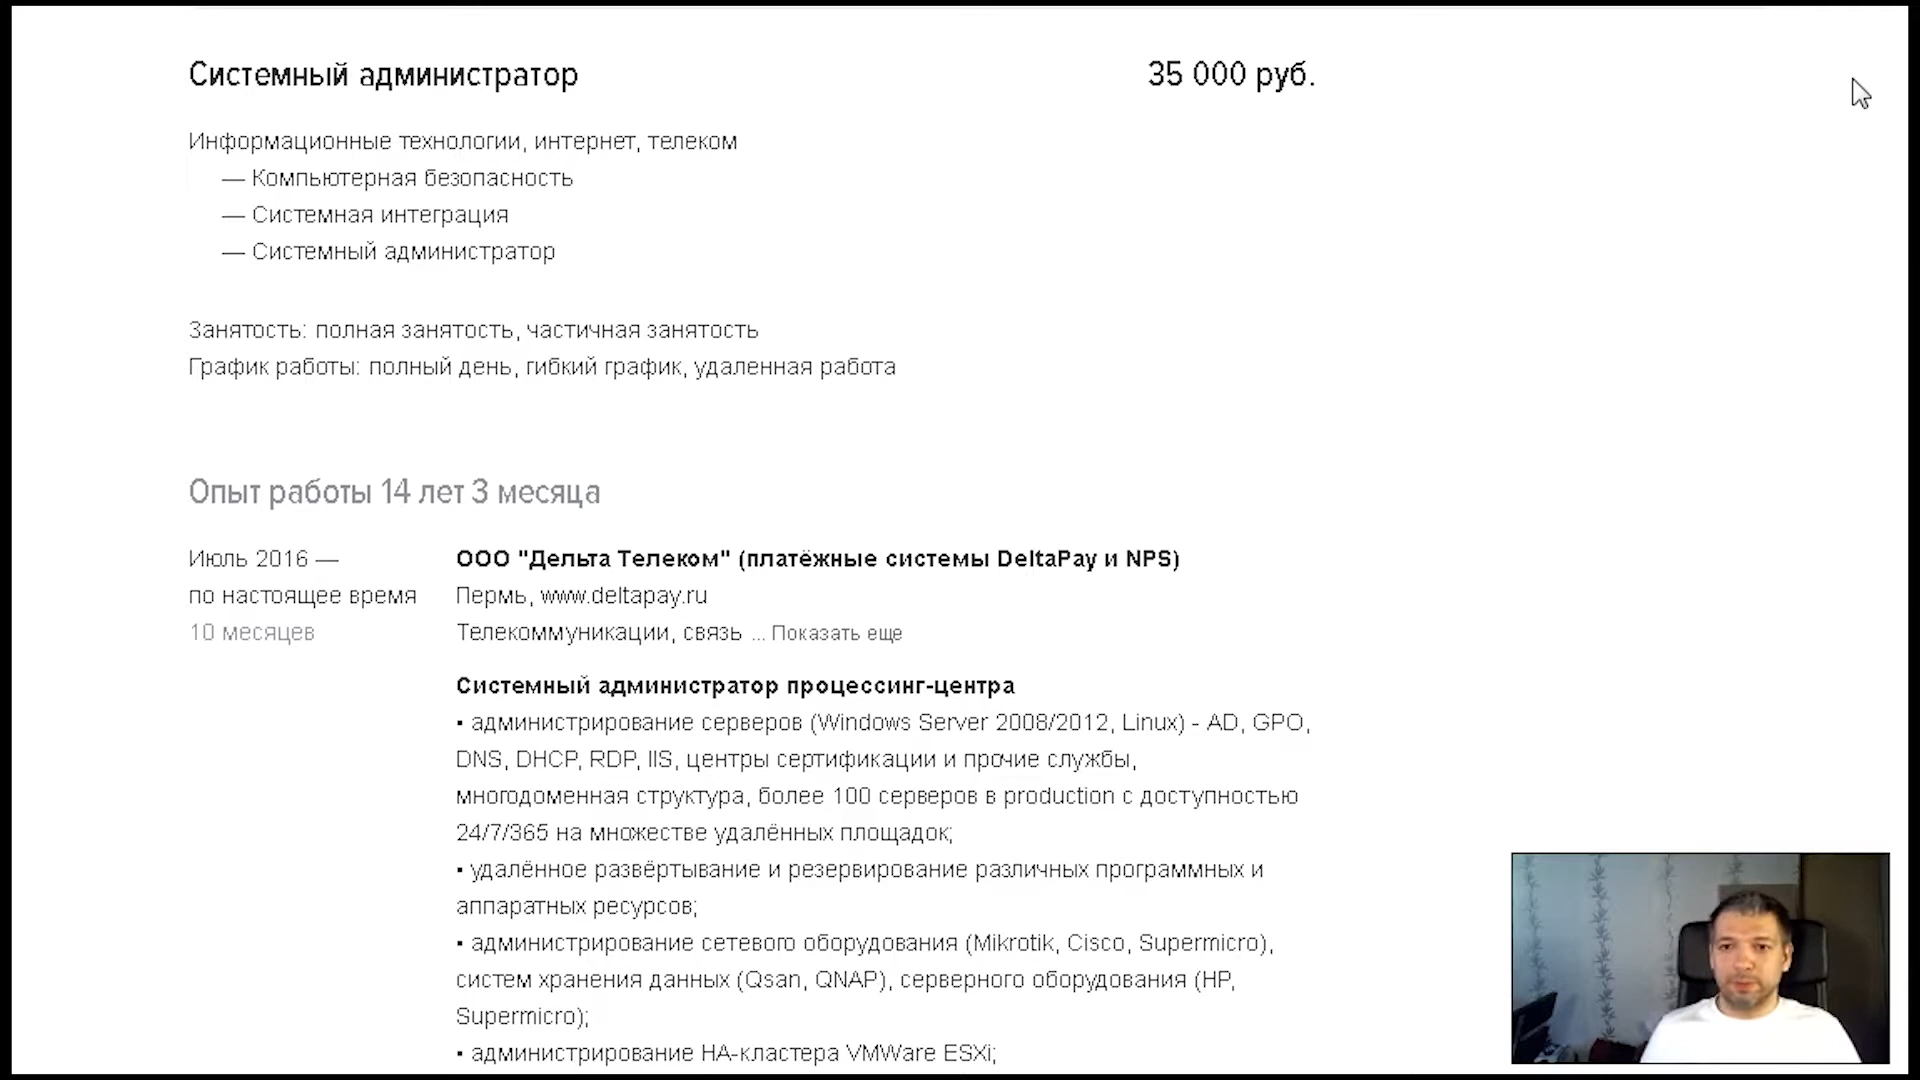 Системный администратор
35 000 руб.
Информационные технологии, интернет, телеком
— Компьютерная безопасность
— Системная интеграция
— Системный администратор
Занятость: полная занятость, частичная занятость
График работы: полный день, гибкий график, удаленная работа
Опыт работы 14 лет 3 месяца
Июль 2016 —
по настоящее время
10 месяцев
ООО "Дельта Телеком" (платёжные системы DeltaPay и NPS)
Пермь, www.deltapay.ru
Телекоммуникации, связь ... Показать еще
Системный администратор процессинг-центра
▪ администрирование серверов (Windows Server 2008/2012, Linux) - AD, GPO,
DNS, DHCP, RDP, IIS, центры сертификации и прочие службы,
многодоменная структура, более 100 серверов в production с доступностью
24/7/365 на множестве удалённых площадок;
▪ удалённое развёртывание и резервирование различных программных и
аппаратных ресурсов;
▪ администрирование сетевого оборудования (Mikrotik, Cisco, Supermicro),
систем хранения данных (Qsan, QNAP), серверного оборудования (HP,
Supermicro);
▪ администрирование HA-кластера VMWare ESXi;